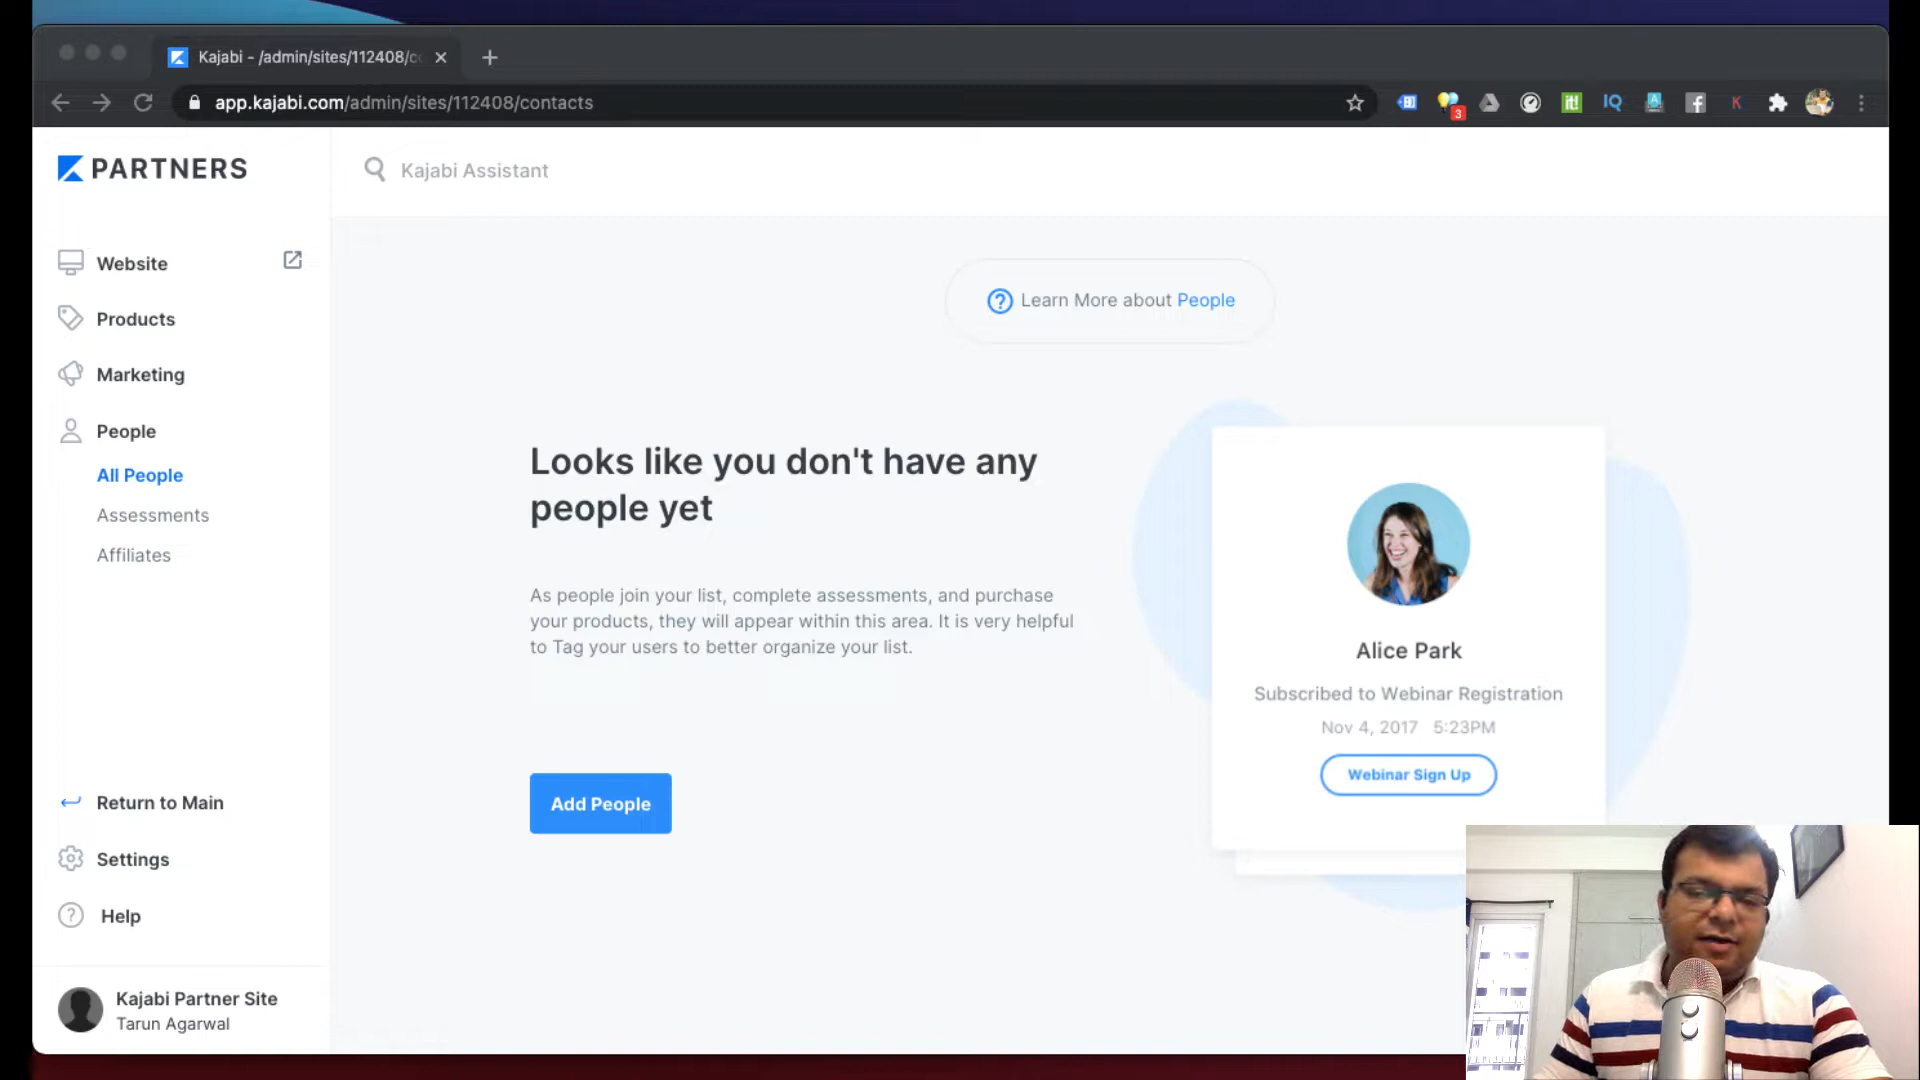 Kajabi - /admin/sites/112408/c
app.kajabi.com/admin/sites/112408/contacts
3
it!
IQ
K
PARTNERS
Kajabi Assistant
Website
Products
Marketing
People
All People
Assessments
Affiliates
Return to Main
Settings
Help
Kajabi Partner Site
Tarun Agarwal
Learn More about People
Looks like you don't have any
people yet
As people join your list, complete assessments, and purchase
your products, they will appear within this area. It is very helpful
to Tag your users to better organize your list.
Add People
Alice Park
Subscribed to Webinar Registration
Nov 4, 2017 5:23PM
Webinar Sign Up